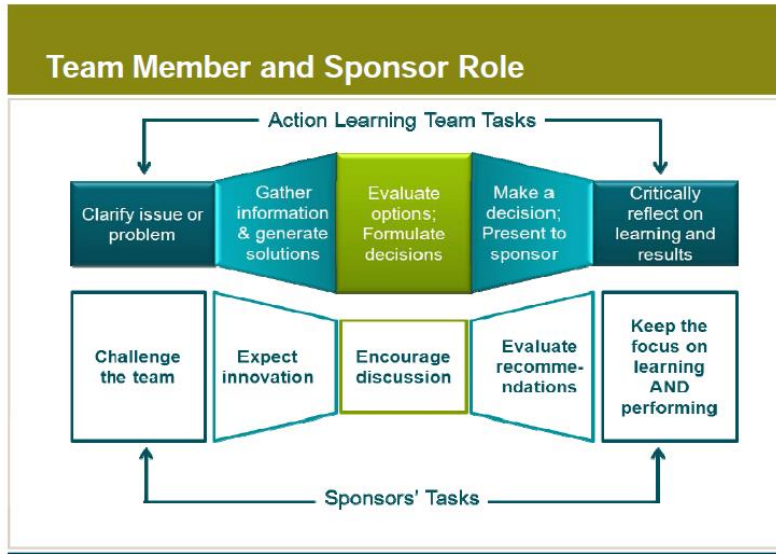 Team Member and Sponsor Role
Action Learning Team Tasks
Clarify issue or
problem
Gather
information
& generate
solutions
Evaluate
options;
Formulate
decisions
Make a
decision;
Present to
sponsor
Critically
reflect on
learning and
results
Challenge
the team
Expect
innovation
Encourage
discussion
Evaluate
recomme-
ndations
Keep the
focus on
learning
AND
performing
Sponsors' Tasks